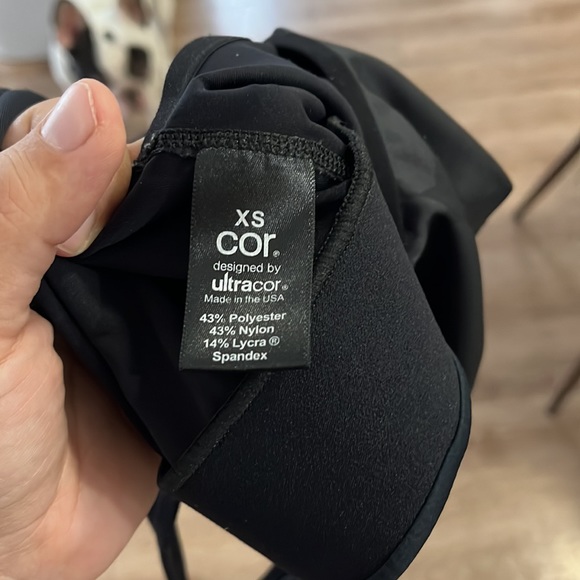 XS
cor®
designed by
ultracor®
Made in the USA
43% Polyester
43% Nylon
14% Lycra ®
Spandex